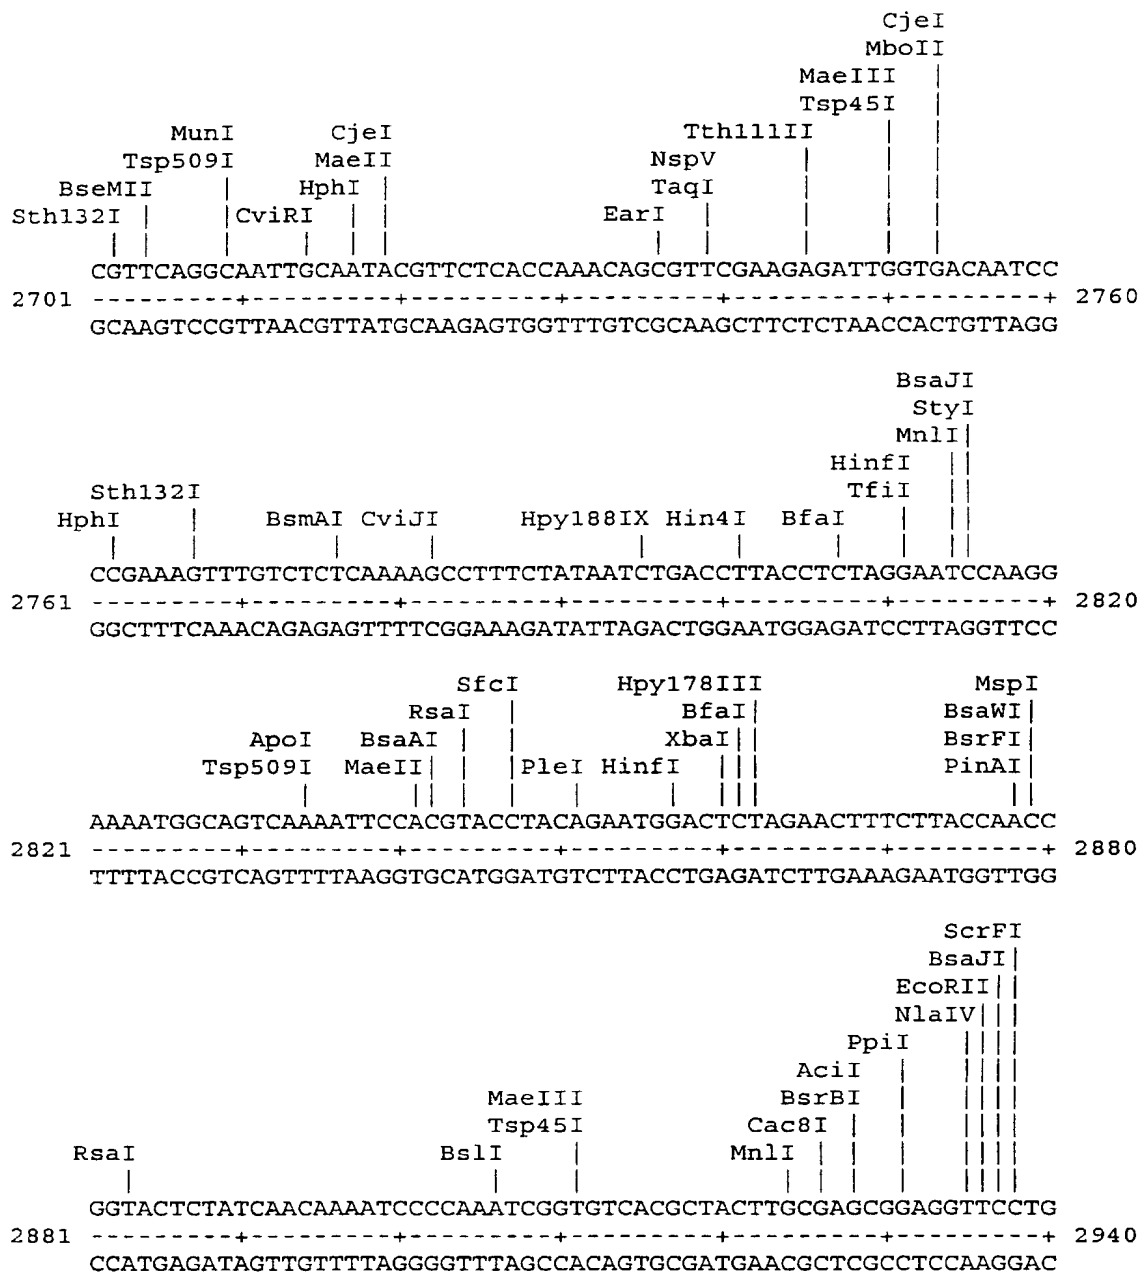 CjeI
MboII
MaeIII
Tsp45I
MunI CjeI Tth111II
Tsp509I MaeII NspV
BseMII HphI TaqI
Sth132I CviRI EarI
CGTTCAGGCAATTGCAATACGTTCTCACCAAACAGCGTTCGAAGAGATTGGTGACAATCC
2701 ---------+---------+---------+---------+---------+---------+ 2760
GCAAGTCCGTTAACGTTATGCAAGAGTGGTTTGTCGCAAGCTTCTCTAACCACTGTTAGG
BsaJI
StyI
MnlI
HinfI
Sth132I TfiI
HphI BsmAI CviJI Hpy188IX Hin4I BfaI
CCGAAAGTTTGTCTCTCAAAAGCCTTTCTATAATCTGACCTTACCTCTAGGAATCCAAGG
2761 ---------+---------+---------+---------+---------+---------+ 2820
GGCTTTCAAACAGAGAGTTTTCGGAAAGATATTAGACTGGAATGGAGATCCTTAGGTTCC
SfcI Hpy178III MspI
RsaI BfaI BsaWI
ApoI BsaAI XbaI BsrFI
Tsp509I MaeII PleI HinfI PinAI
AAAATGGCAGTCAAAATTCCACGTACCTACAGAATGGACTCTAGAACTTTCTTACCAACC
2821 ---------+---------+---------+---------+---------+---------+ 2880
TTTTACCGTCAGTTTTAAGGTGCATGGATGTCTTACCTGAGATCTTGAAAGAATGGTTGG
ScrFI
BsaJI
EcoRII
NlaIV
PpiI
AciI
MaeIII BsrBI
Tsp45I Cac8I
RsaI BslI MnlI
GGTACTCTATCAACAAAATCCCCAAATCGGTGTCACGCTACTTGCGAGCGGAGGTTCCTG
2881 ---------+---------+---------+---------+---------+---------+ 2940
CCATGAGATAGTTGTTTTAGGGGTTTAGCCACAGTGCGATGAACGCTCGCCTCCAAGGAC